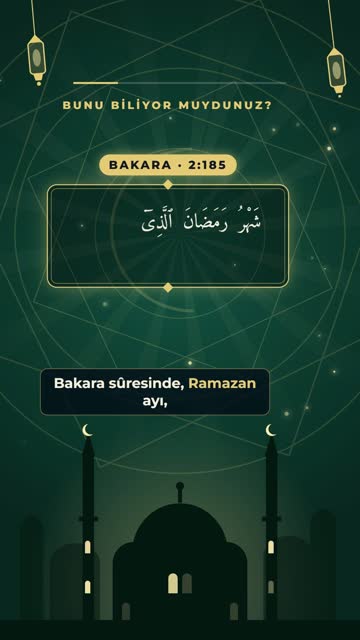 BUNU BİLİYOR MUYDUNUZ?
BAKARA · 2:185
شَهْرُ رَمَضَانَ ٱلَّذِىٓ
Bakara sûresinde, Ramazan
ayı,